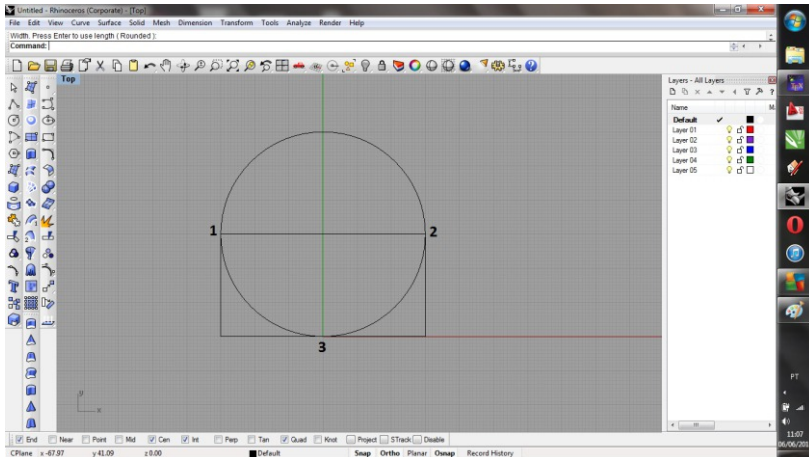 Untitled - Rhinoceros (Corporate) - [Top]
File Edit View Curve Surface Solid Mesh Dimension Transform Tools Analyze Render Help
Width. Press Enter to use length ( Rounded ):
Command:
Top
Layers - All Layers
Name M
Default
Layer 01
Layer 02
Layer 03
Layer 04
Layer 05
1
2
3
y
x
PT
11:07
06/06/201
End Near Point Mid Cen Int Perp Tan Quad Knot Project STrack Disable
CPlane x -67.97 y 41.09 z 0.00 Default Snap Ortho Planar Osnap Record History